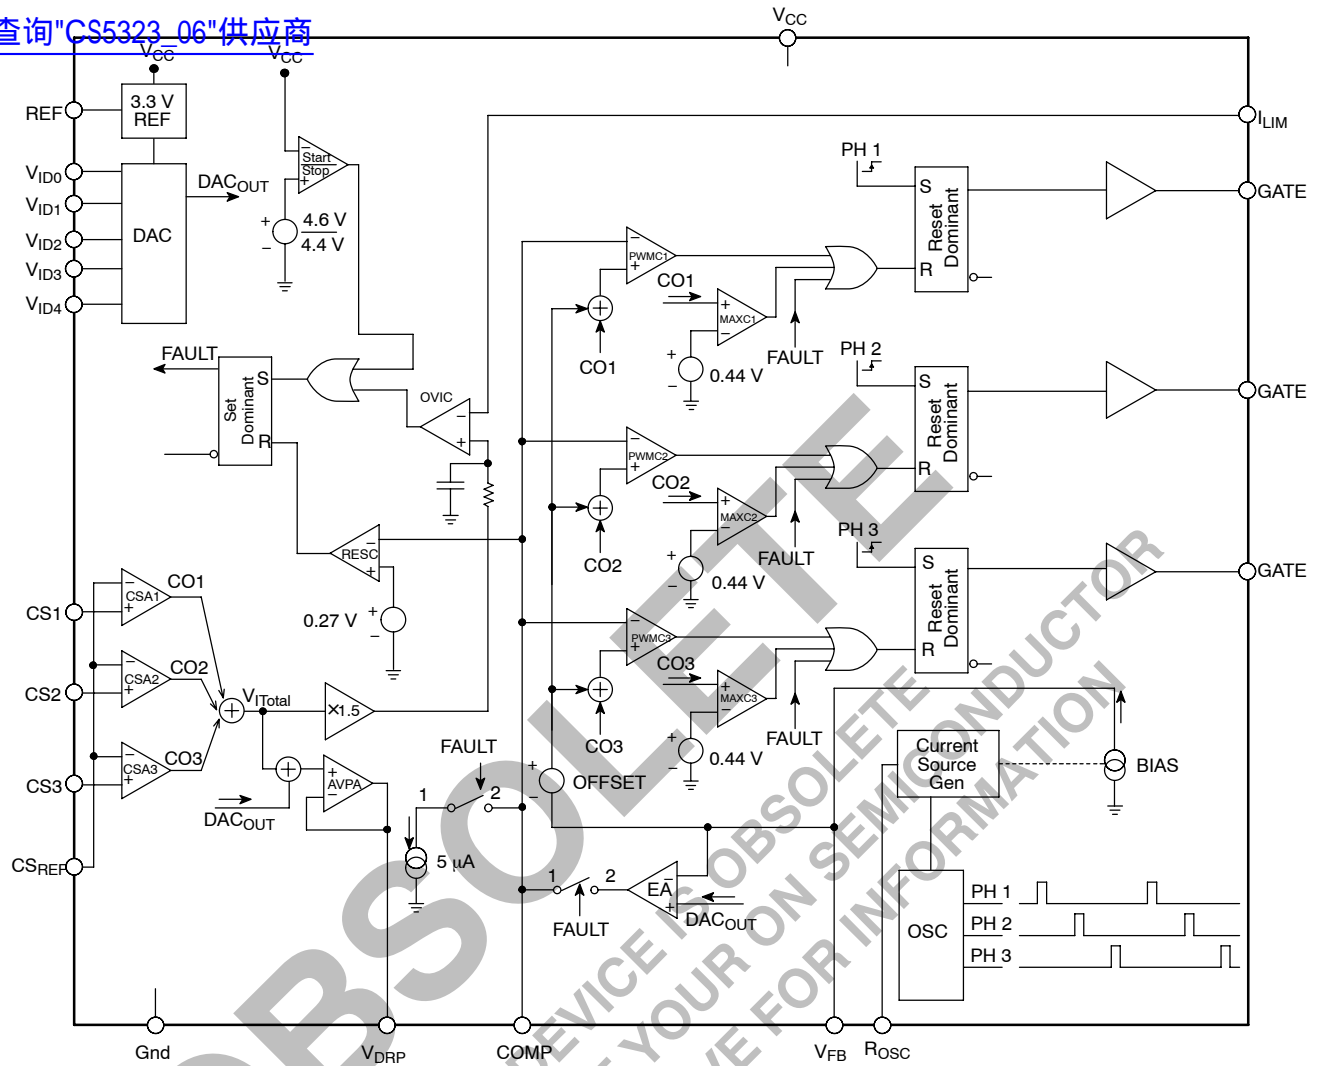 查询"CS5323_06"供应商
VCC
VCC
VCC
REF
3.3 V
REF
ILIM
VID0
VID1
VID2
VID3
VID4
DAC
DACOUT
Start
Stop
−
+
+
−
4.6 V
4.4 V
PH 1
S
R
Reset
Dominant
GATE
−
+
PWMC1
CO1
CO1
+
−
MAXC1
+
−
0.44 V
FAULT
FAULT
Set
Dominant
S
R
OVIC
−
+
PH 2
S
R
Reset
Dominant
GATE
−
+
PWMC2
CO2
CO2
+
−
MAXC2
+
−
0.44 V
FAULT
RESC
−
+
0.27 V
+
−
PH 3
S
R
Reset
Dominant
GATE
−
+
PWMC3
CO3
CO3
+
−
MAXC3
+
−
0.44 V
FAULT
CS1
CS2
CS3
CSREF
−
+
CSA1
CO1
−
+
CSA2
CO2
−
+
CSA3
CO3
+
VITotal
X1.5
+
+
−
AVPA
DACOUT
FAULT
1
2
5 μA
+
−
OFFSET
Current
Source
Gen
BIAS
1
2
FAULT
EA
−
+
DACOUT
OSC
PH 1
PH 2
PH 3
Gnd
VDRP
COMP
VFB
ROSC
OBSOLETE
DEVICE IS OBSOLETE
YOUR ON SEMICONDUCTOR
FOR INFORMATION